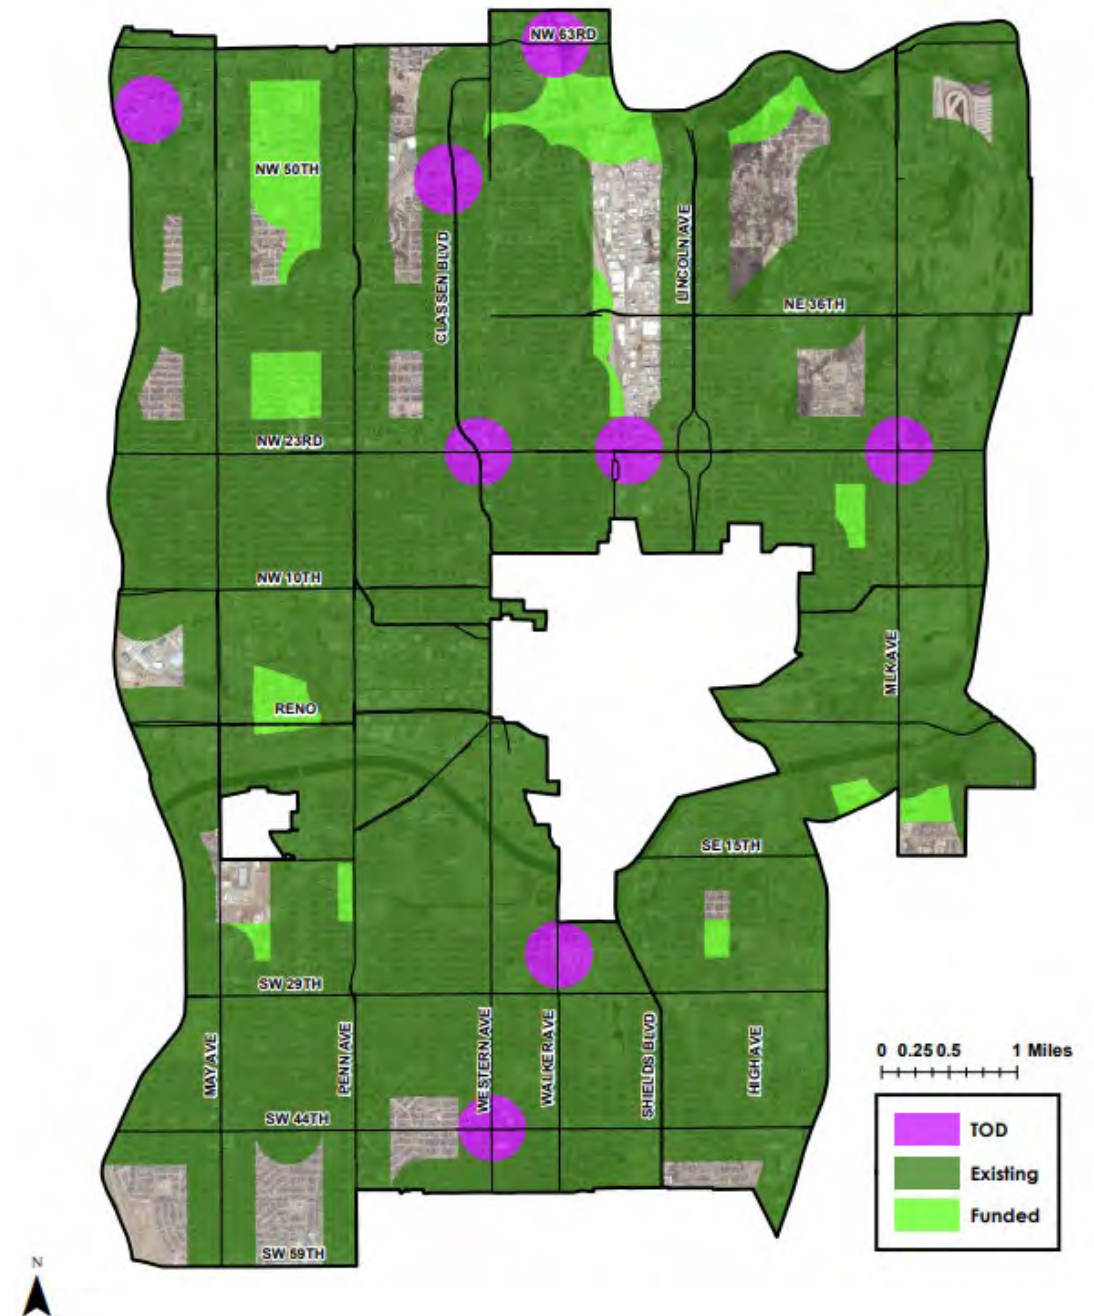 NW 63RD
NW 50TH
CLASSEN BLVD
LINCOLN AVE
NE 36TH
NW 23RD
NW 10TH
MLK AVE
RENO
SE 15TH
SW 29TH
MAY AVE
PENN AVE
WESTERN AVE
WALKER AVE
SHIELDS BLVD
HIGH AVE
0 0.25 0.5 1 Miles
SW 44TH
TOD
Existing
Funded
SW 59TH
N